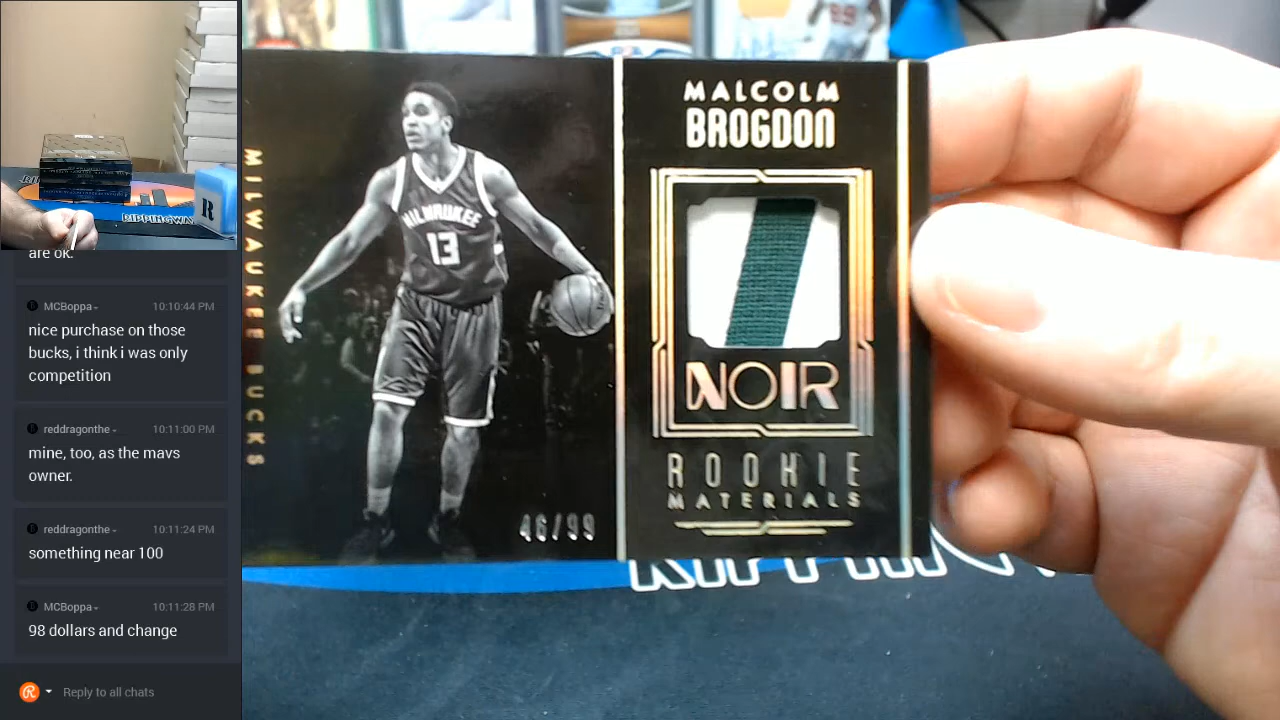 RIPPINGWA
R
are ok.
MCBoppa
10:10:44 PM
nice purchase on those
bucks, i think i was only
competition
reddragonthe
10:11:00 PM
mine, too, as the mavs
owner.
reddragonthe
10:11:24 PM
something near 100
MCBoppa
10:11:28 PM
98 dollars and change
Reply to all chats
MILWAUKEE BUCKS
MILWAUKEE
13
46/99
MALCOLM
BROGDON
NOIR
ROOKIE
MATERIALS
99